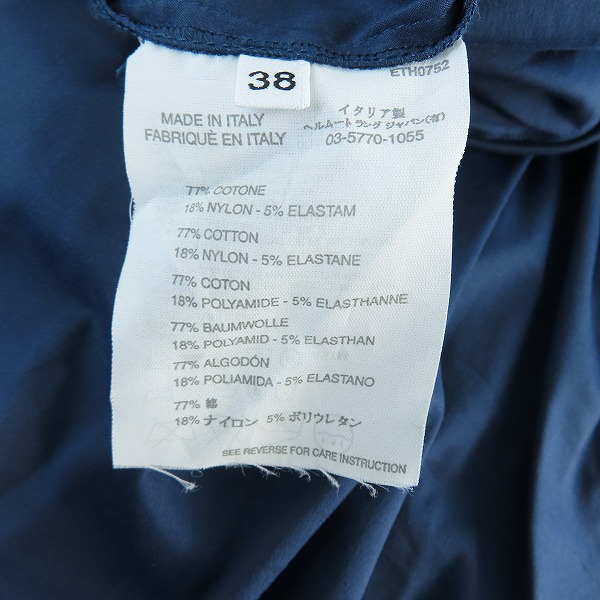 38
ETH0752
MADE IN ITALY
FABRIQUÈ EN ITALY
イタリア製
ヘルムート ラング ジャパン(有)
03-5770-1055
77% COTONE
18% NYLON - 5% ELASTAM
77% COTTON
18% NYLON - 5% ELASTANE
77% COTON
18% POLYAMIDE - 5% ELASTHANNE
77% BAUMWOLLE
18% POLYAMID - 5% ELASTHAN
77% ALGODÓN
18% POLIAMIDA - 5% ELASTANO
77% 綿
18% ナイロン 5% ポリウレタン
SEE REVERSE FOR CARE INSTRUCTION